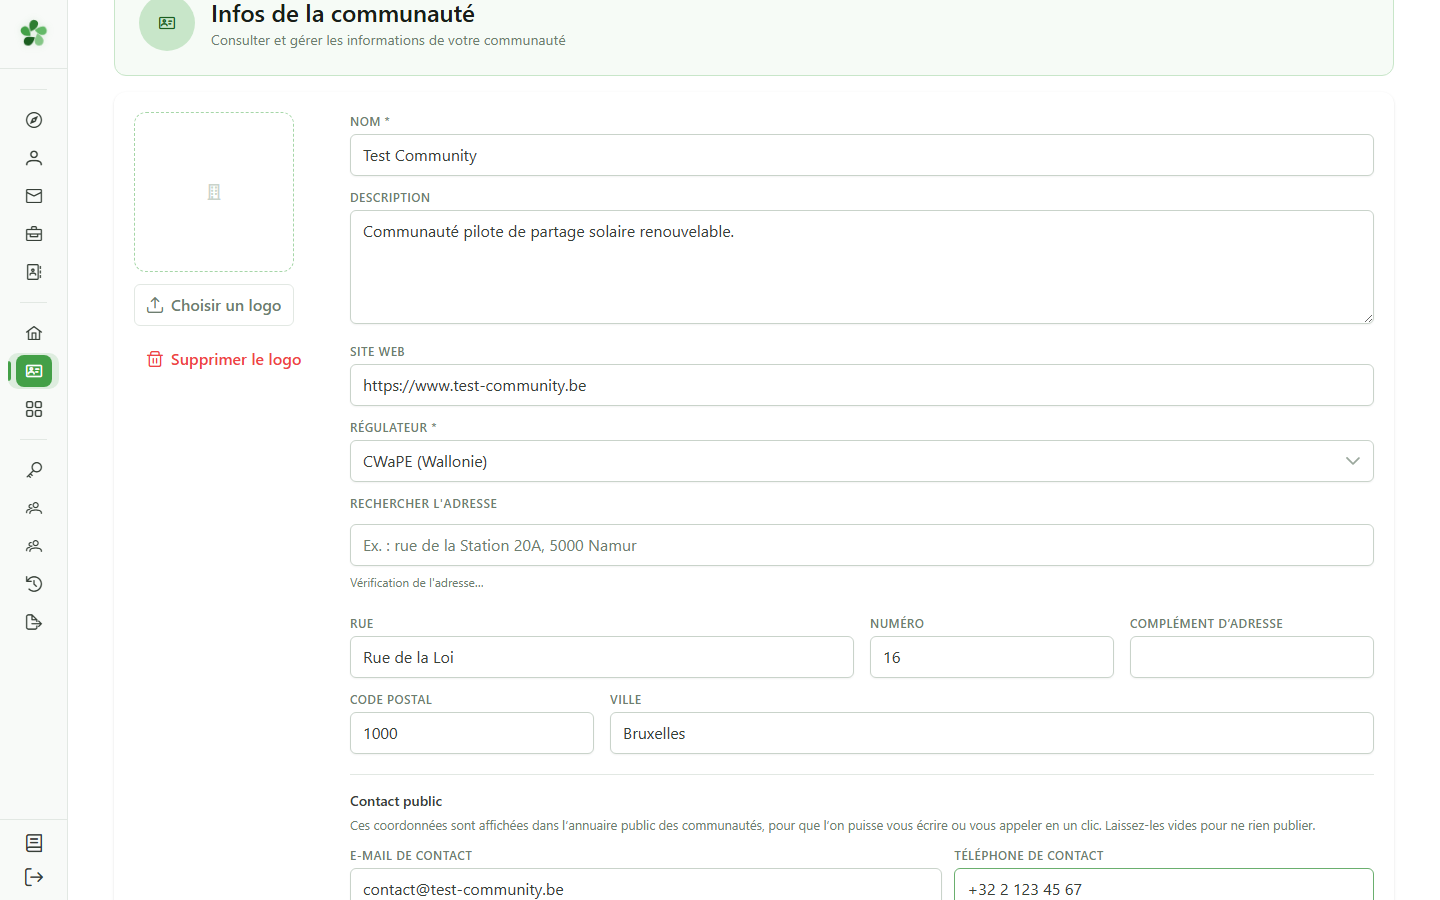 Infos de la communauté
Consulter et gérer les informations de votre communauté
NOM *
Test Community
DESCRIPTION
Communauté pilote de partage solaire renouvelable.
Choisir un logo
Supprimer le logo
SITE WEB
https://www.test-community.be
RÉGULATEUR *
CWaPE (Wallonie)
RECHERCHER L'ADRESSE
Ex. : rue de la Station 20A, 5000 Namur
Vérification de l'adresse...
RUE
NUMÉRO
COMPLÉMENT D’ADRESSE
Rue de la Loi
16
CODE POSTAL
VILLE
1000
Bruxelles
Contact public
Ces coordonnées sont affichées dans l’annuaire public des communautés, pour que l’on puisse vous écrire ou vous appeler en un clic. Laissez-les vides pour ne rien publier.
E-MAIL DE CONTACT
TÉLÉPHONE DE CONTACT
contact@test-community.be
+32 2 123 45 67